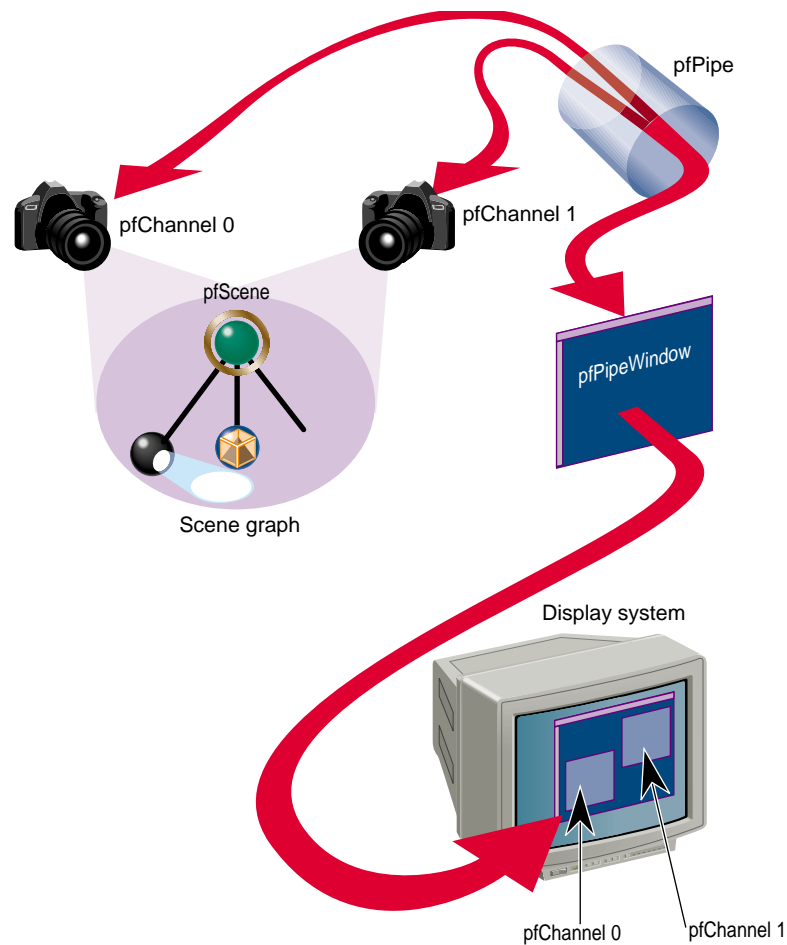 pfPipe
pfChannel 0
pfChannel 1
pfScene
pfPipeWindow
Scene graph
Display system
pfChannel 0
pfChannel 1